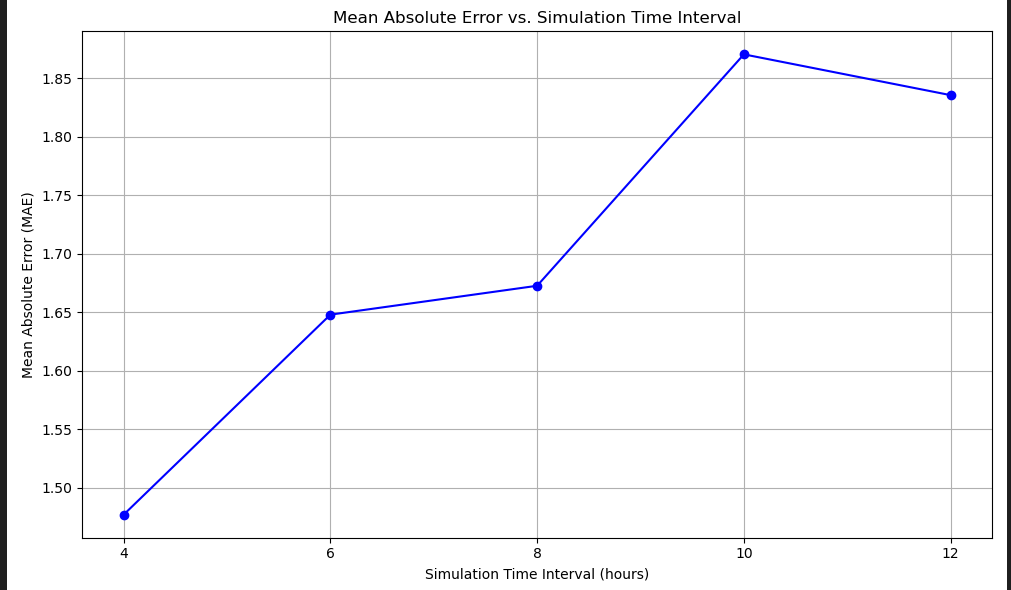 Mean Absolute Error vs. Simulation Time Interval
Mean Absolute Error (MAE)
1.85
1.80
1.75
1.70
1.65
1.60
1.55
1.50
4 6 8 10 12
Simulation Time Interval (hours)